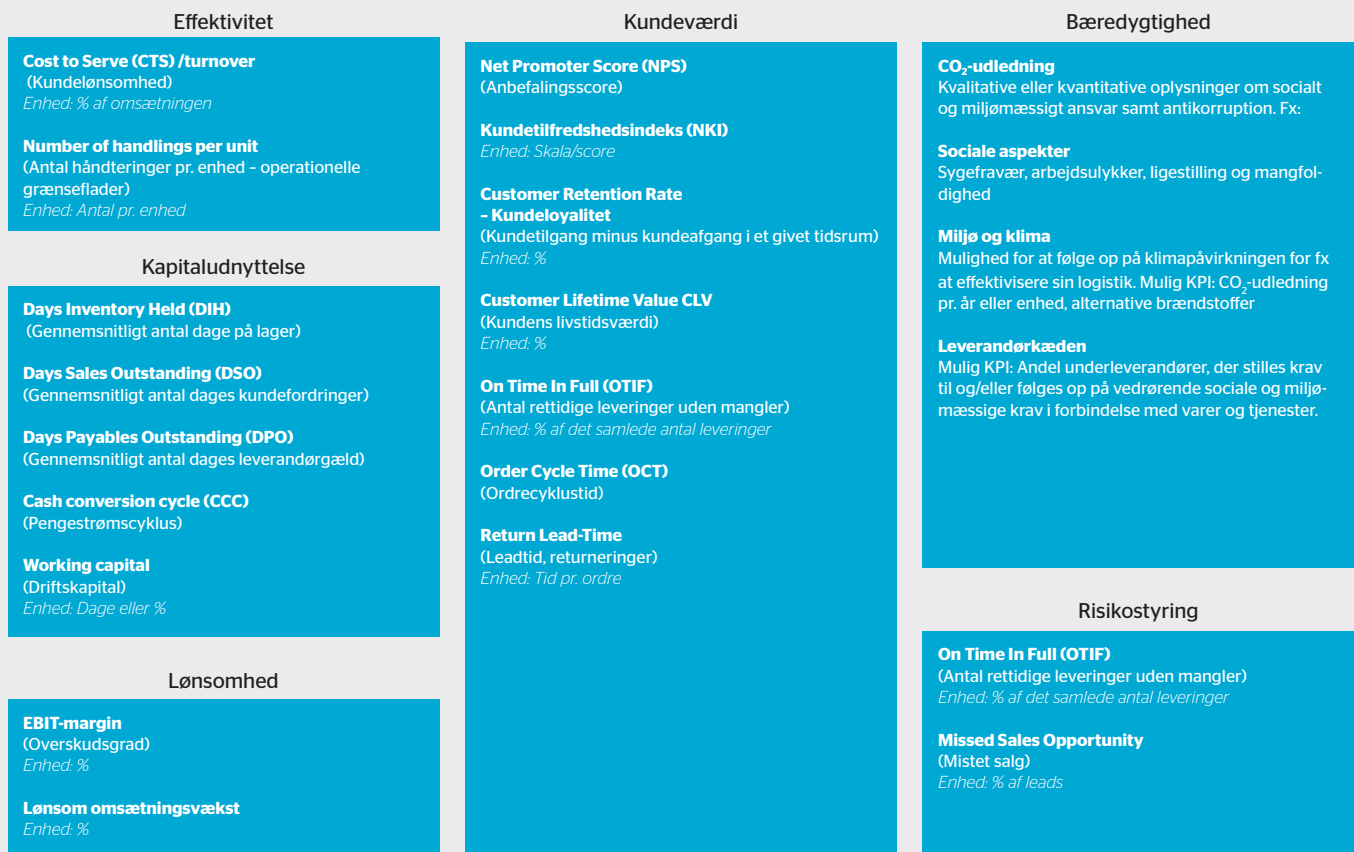 Effektivitet
Cost to Serve (CTS) /turnover
(Kundelønsomhed)
Enhed: % af omsætningen
Number of handlings per unit
(Antal håndteringer pr. enhed – operationelle
grænseflader)
Enhed: Antal pr. enhed
Kapitaludnyttelse
Days Inventory Held (DIH)
(Gennemsnitligt antal dage på lager)
Days Sales Outstanding (DSO)
(Gennemsnitligt antal dages kundefordringer)
Days Payables Outstanding (DPO)
(Gennemsnitligt antal dages leverandørgæld)
Cash conversion cycle (CCC)
(Pengestrømscyklus)
Working capital
(Driftskapital)
Enhed: Dage eller %
Lønsomhed
EBIT-margin
(Overskudsgrad)
Enhed: %
Lønsom omsætningsvækst
Enhed: %
Kundeværdi
Net Promoter Score (NPS)
(Anbefalingsscore)
Kundetilfredshedsindeks (NKI)
Enhed: Skala/score
Customer Retention Rate
– Kundeloyalitet
(Kundetilgang minus kundeafgang i et givet tidsrum)
Enhed: %
Customer Lifetime Value CLV
(Kundens livstidsværdi)
Enhed: %
On Time In Full (OTIF)
(Antal rettidige leveringer uden mangler)
Enhed: % af det samlede antal leveringer
Order Cycle Time (OCT)
(Ordrecyklustid)
Return Lead-Time
(Leadtid, returneringer)
Enhed: Tid pr. ordre
Bæredygtighed
CO₂-udledning
Kvalitative eller kvantitative oplysninger om socialt
og miljømæssigt ansvar samt antikorruption. Fx:
Sociale aspekter
Sygefravær, arbejdsulykker, ligestilling og mangfol-
dighed
Miljø og klima
Mulighed for at følge op på klimapåvirkningen for fx
at effektivisere sin logistik. Mulig KPI: CO₂-udledning
pr. år eller enhed, alternative brændstoffer
Leverandørkæden
Mulig KPI: Andel underleverandører, der stilles krav
til og/eller følges op på vedrørende sociale og miljø-
mæssige krav i forbindelse med varer og tjenester.
Risikostyring
On Time In Full (OTIF)
(Antal rettidige leveringer uden mangler)
Enhed: % af det samlede antal leveringer
Missed Sales Opportunity
(Mistet salg)
Enhed: % af leads